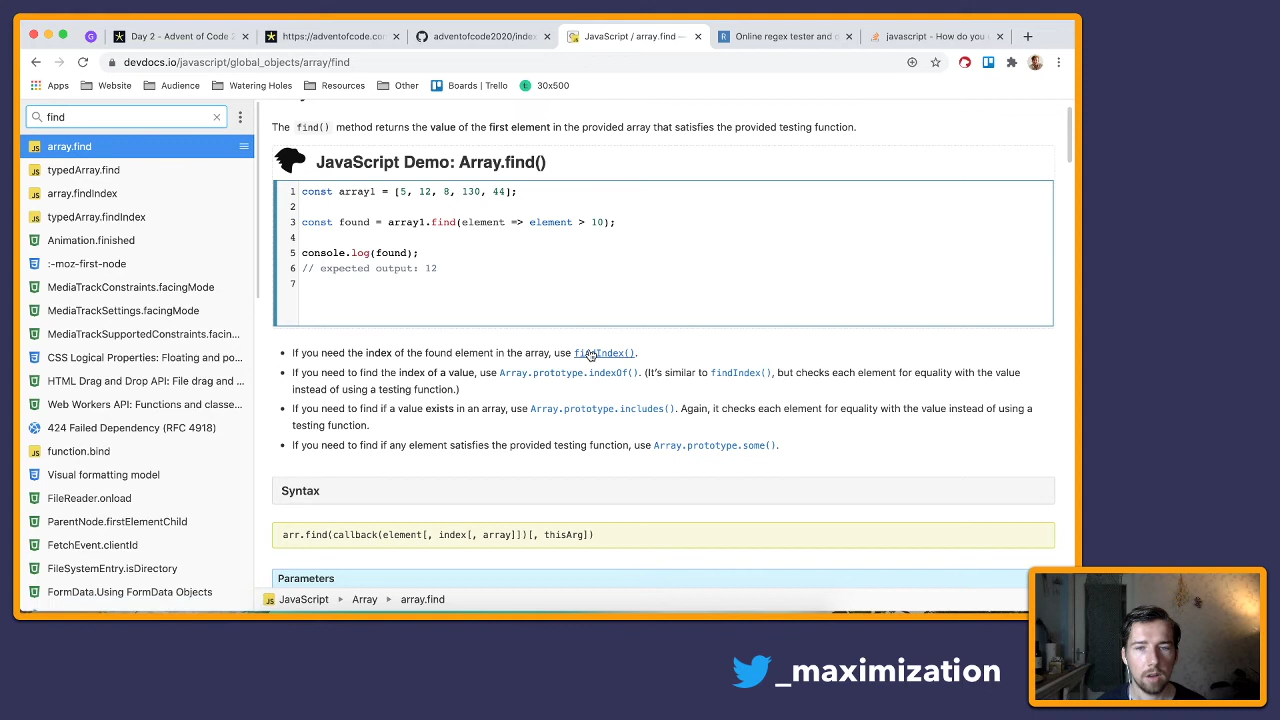 Day 2 - Advent of Code 2
https://adventofcode.co
adventofcode2020/index
JavaScript / array.find —
Online regex tester and d
javascript - How do you u
devdocs.io/javascript/global_objects/array/find
Apps Website Audience Watering Holes Resources Other Boards | Trello 30x500
find
array.find
typedArray.find
array.findIndex
typedArray.findIndex
Animation.finished
:-moz-first-node
MediaTrackConstraints.facingMode
MediaTrackSettings.facingMode
MediaTrackSupportedConstraints.facin...
CSS Logical Properties: Floating and po...
HTML Drag and Drop API: File drag and ...
Web Workers API: Functions and classe...
424 Failed Dependency (RFC 4918)
function.bind
Visual formatting model
FileReader.onload
ParentNode.firstElementChild
FetchEvent.clientId
FileSystemEntry.isDirectory
FormData.Using FormData Objects
The find() method returns the value of the first element in the provided array that satisfies the provided testing function.
JavaScript Demo: Array.find()
1 const array1 = [5, 12, 8, 130, 44];
2
3 const found = array1.find(element => element > 10);
4
5 console.log(found);
6 // expected output: 12
7
If you need the index of the found element in the array, use findIndex().
If you need to find the index of a value, use Array.prototype.indexOf(). (It's similar to findIndex(), but checks each element for equality with the value
instead of using a testing function.)
If you need to find if a value exists in an array, use Array.prototype.includes(). Again, it checks each element for equality with the value instead of using a
testing function.
If you need to find if any element satisfies the provided testing function, use Array.prototype.some().
Syntax
arr.find(callback(element[, index[, array]])[, thisArg])
Parameters
JavaScript Array array.find
_maximization